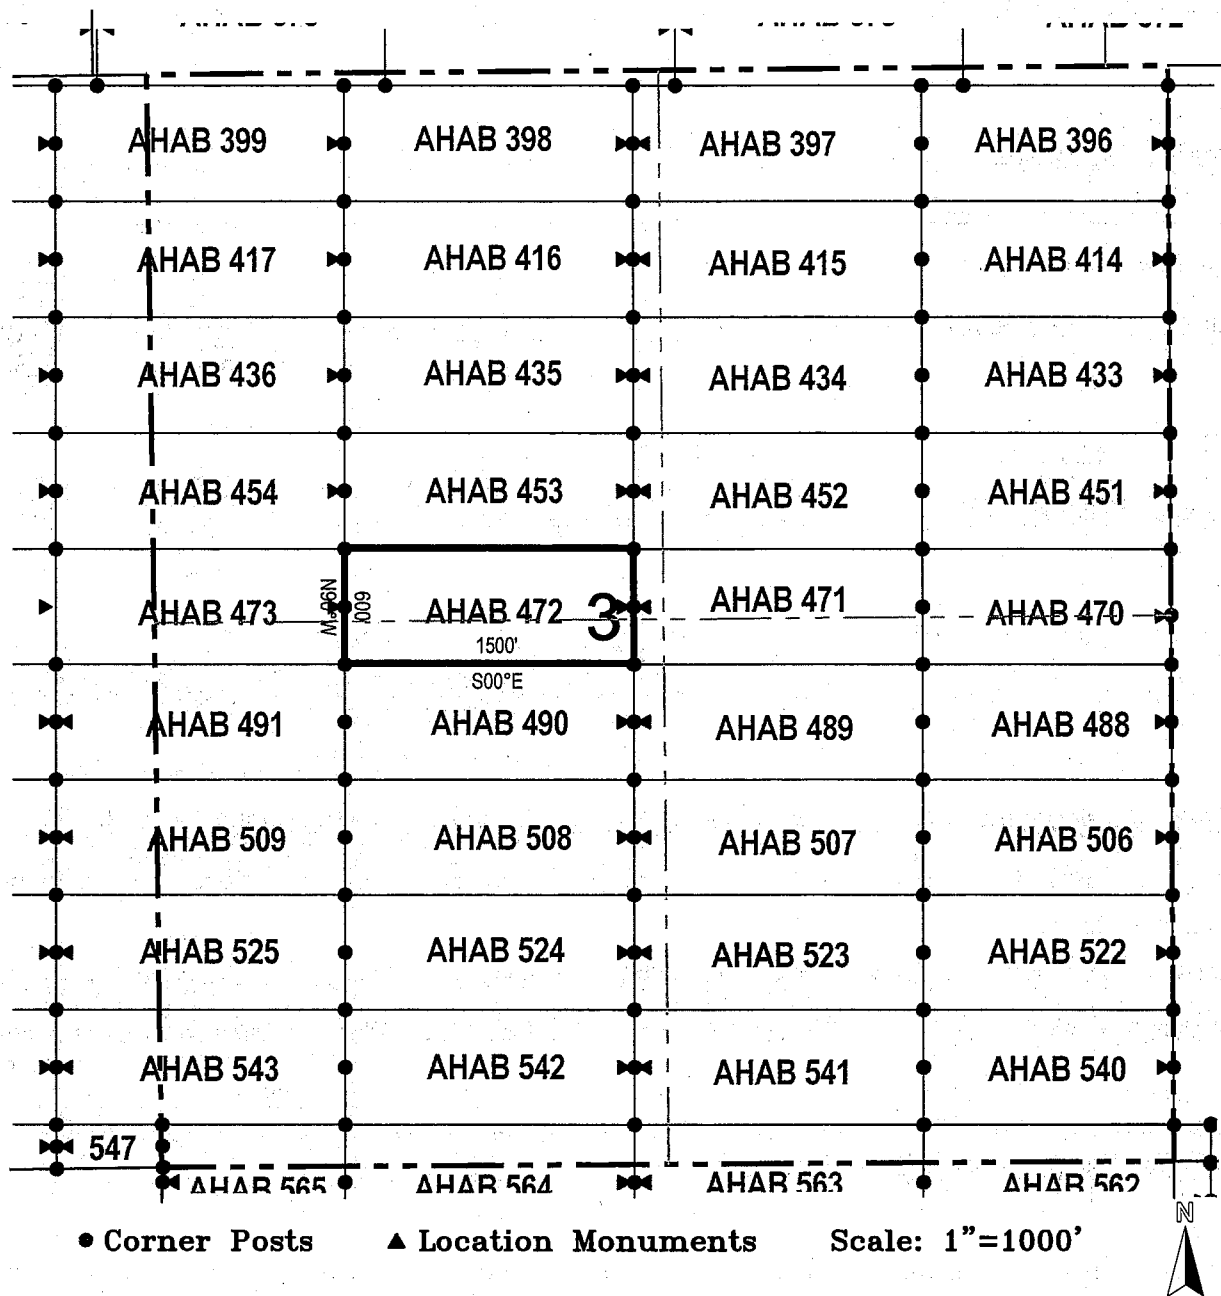 AHAB 399 AHAB 398 AHAB 397 AHAB 396
AHAB 417 AHAB 416 AHAB 415 AHAB 414
AHAB 436 AHAB 435 AHAB 434 AHAB 433
AHAB 454 AHAB 453 AHAB 452 AHAB 451
AHAB 473 N90°W 600' AHAB 472 3 AHAB 471 AHAB 470
1500'
S00°E
AHAB 491 AHAB 490 AHAB 489 AHAB 488
AHAB 509 AHAB 508 AHAB 507 AHAB 506
AHAB 525 AHAB 524 AHAB 523 AHAB 522
AHAB 543 AHAB 542 AHAB 541 AHAB 540
547
AHAB 565 AHAB 564 AHAB 563 AHAB 562
N
Corner Posts Location Monuments Scale: 1"=1000'